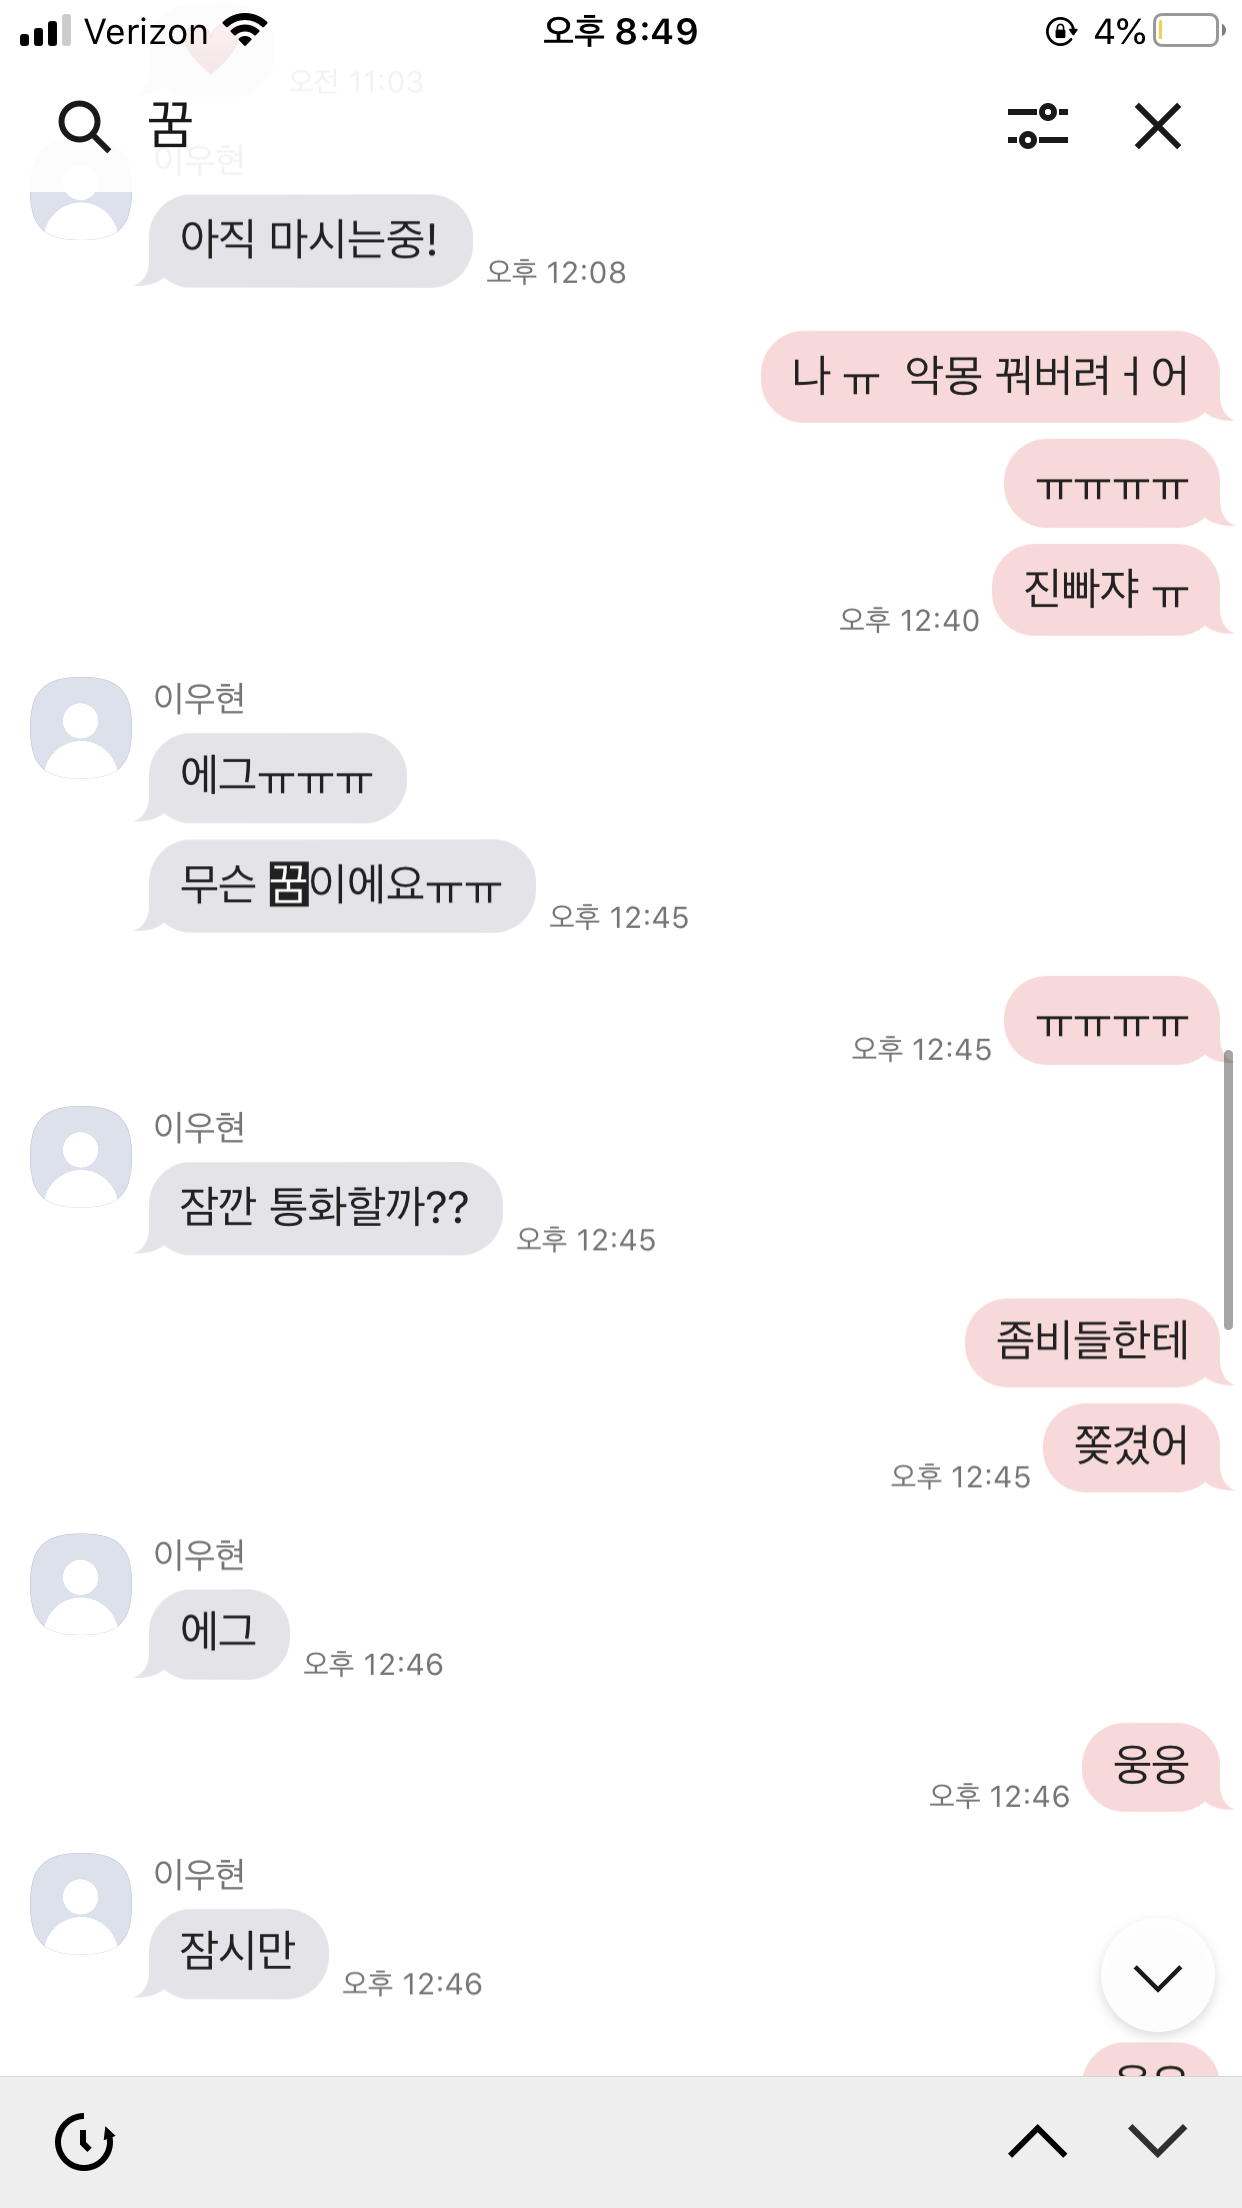 Verizon 오후 8:49 4%
오전 11:03
꿈
이우현
아직 마시는중!
오후 12:08
나 ㅠ  악몽 꿔버려ㅓ어
ㅠㅠㅠㅠ
진빠쟈 ㅠ
오후 12:40
이우현
에그ㅠㅠㅠ
무슨 꿈이에요ㅠㅠ
오후 12:45
ㅠㅠㅠㅠ
오후 12:45
이우현
잠깐 통화할까??
오후 12:45
좀비들한테
쫒겼어
오후 12:45
이우현
에그
오후 12:46
웅웅
오후 12:46
이우현
잠시만
오후 12:46